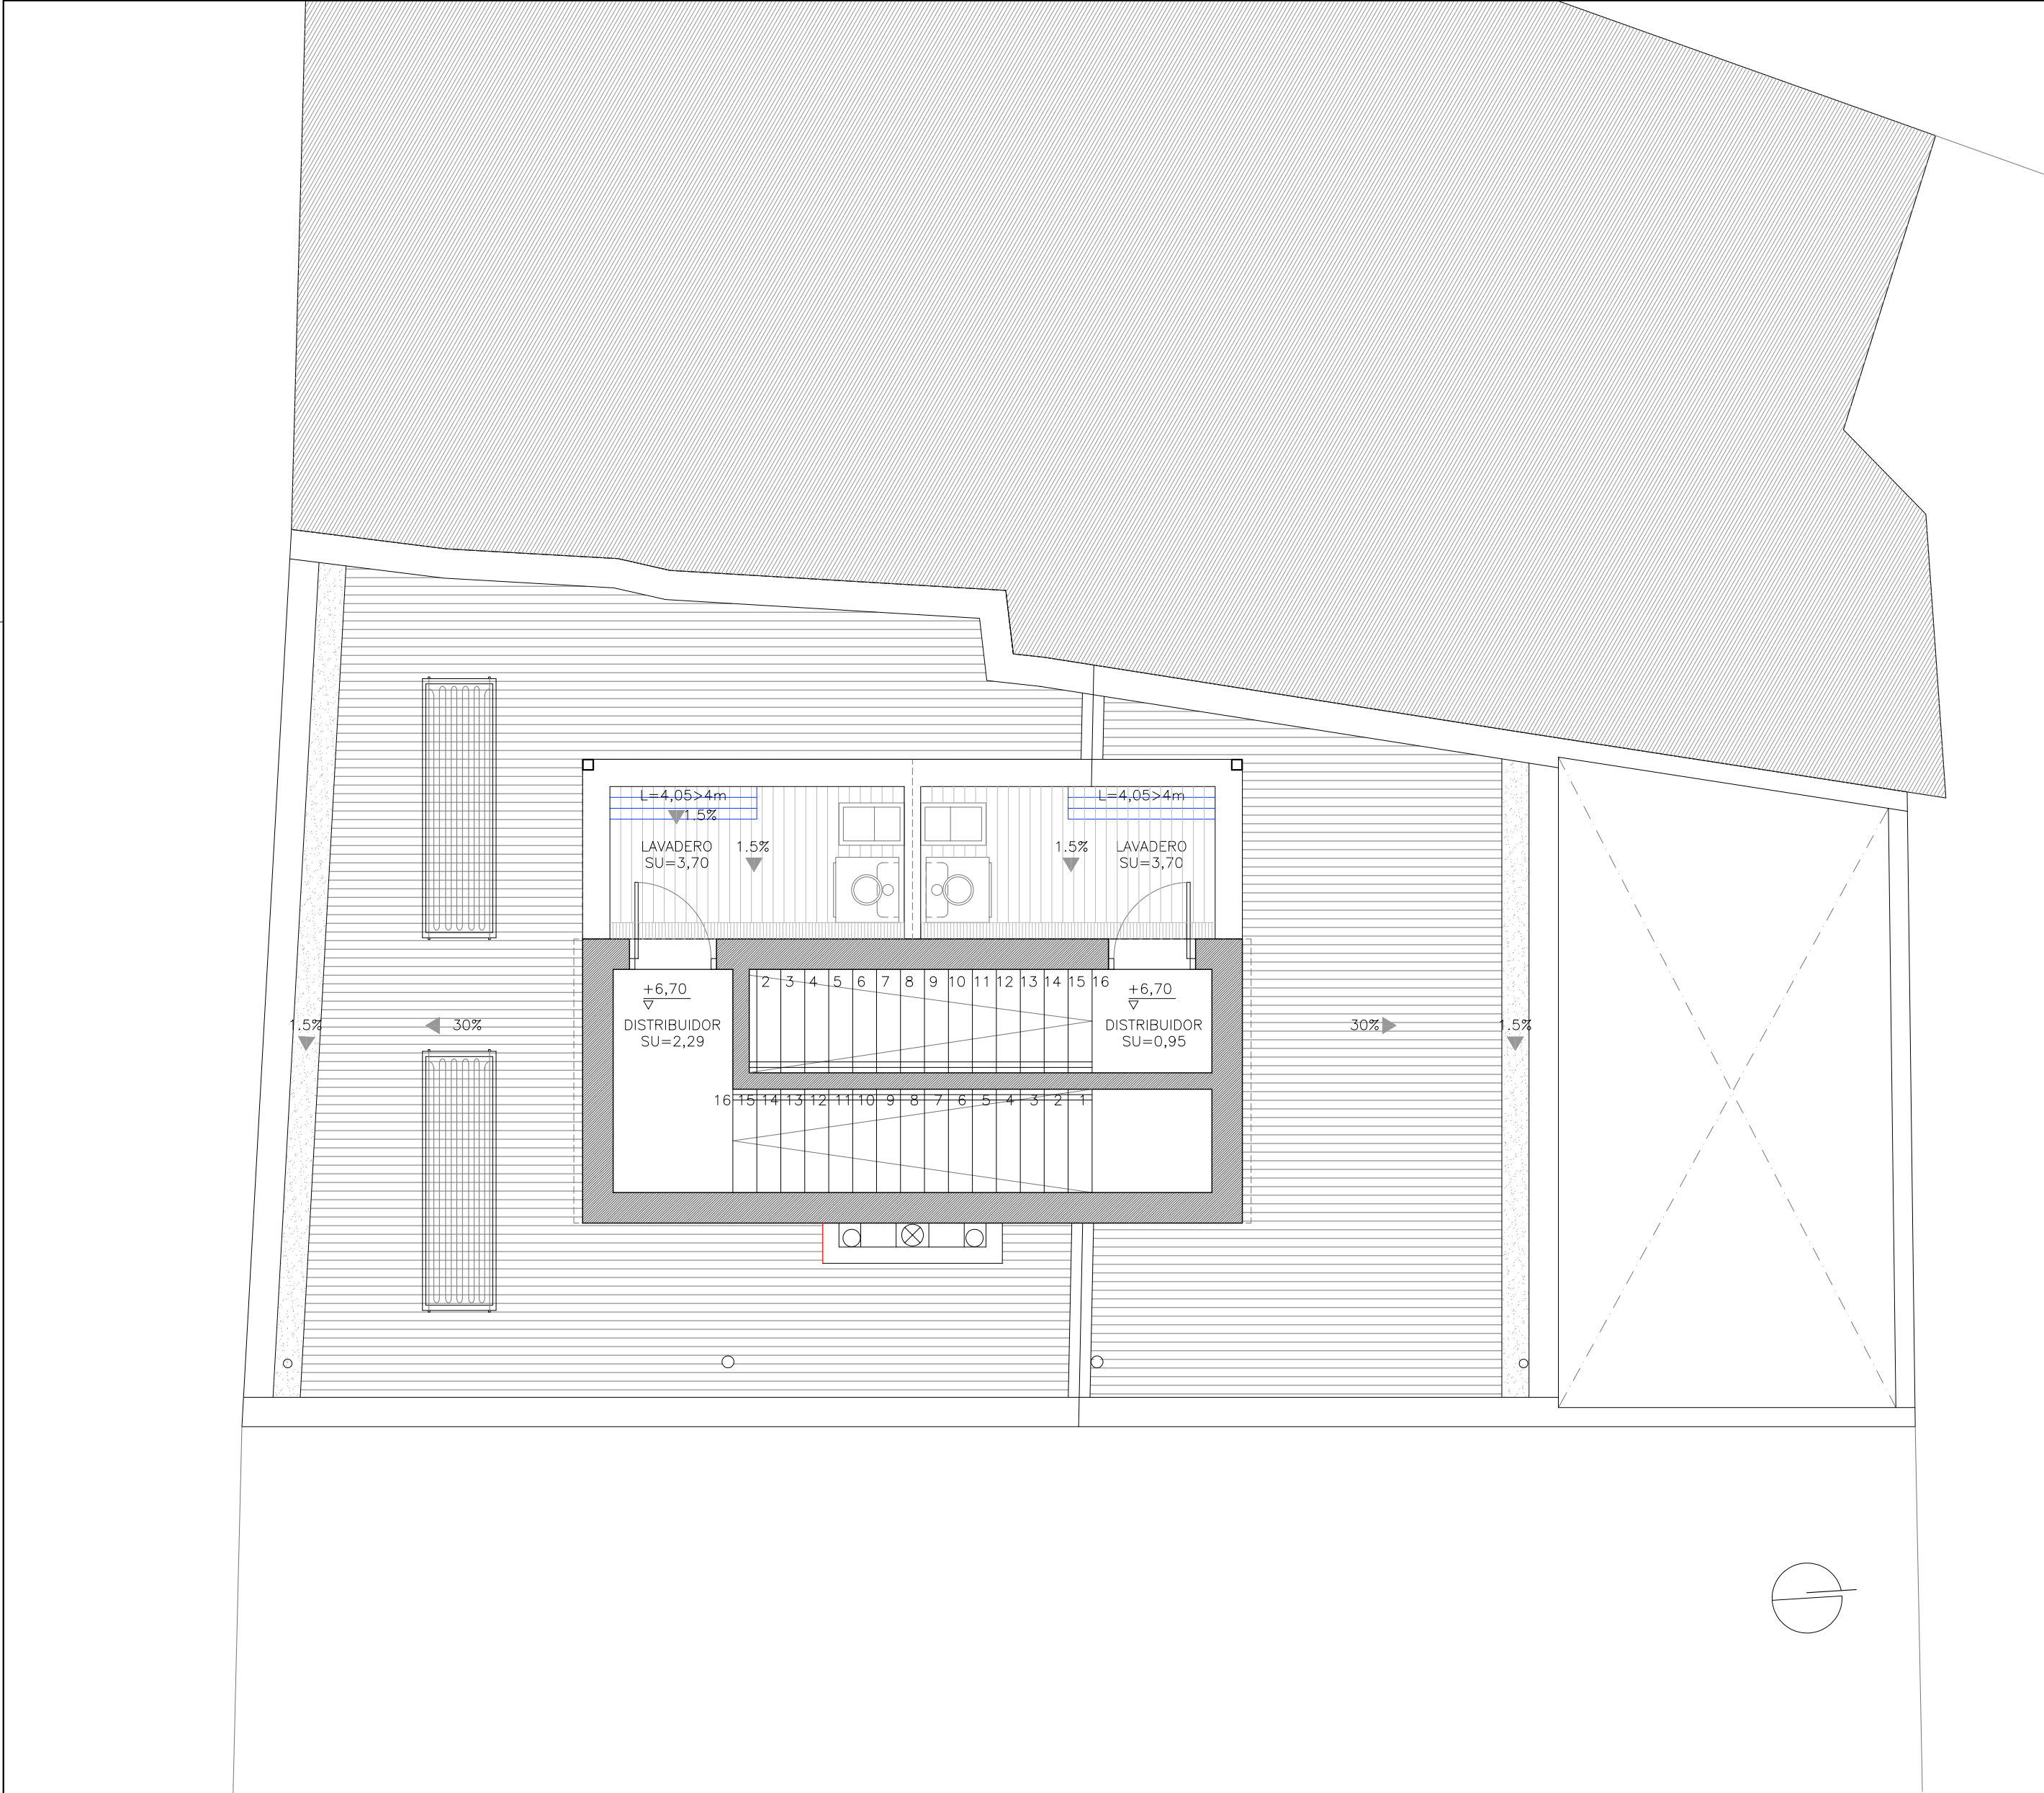 L=4,05>4m
L=4,05>4m
1.5%
LAVADERO
SU=3,70
1.5%
1.5%
LAVADERO
SU=3,70
2 3 4 5 6 7 8 9 10 11 12 13 14 15 16
+6,70
DISTRIBUIDOR
SU=2,29
+6,70
DISTRIBUIDOR
SU=0,95
1.5%
30%
30%
1.5%
16 15 14 13 12 11 10 9 8 7 6 5 4 3 2 1